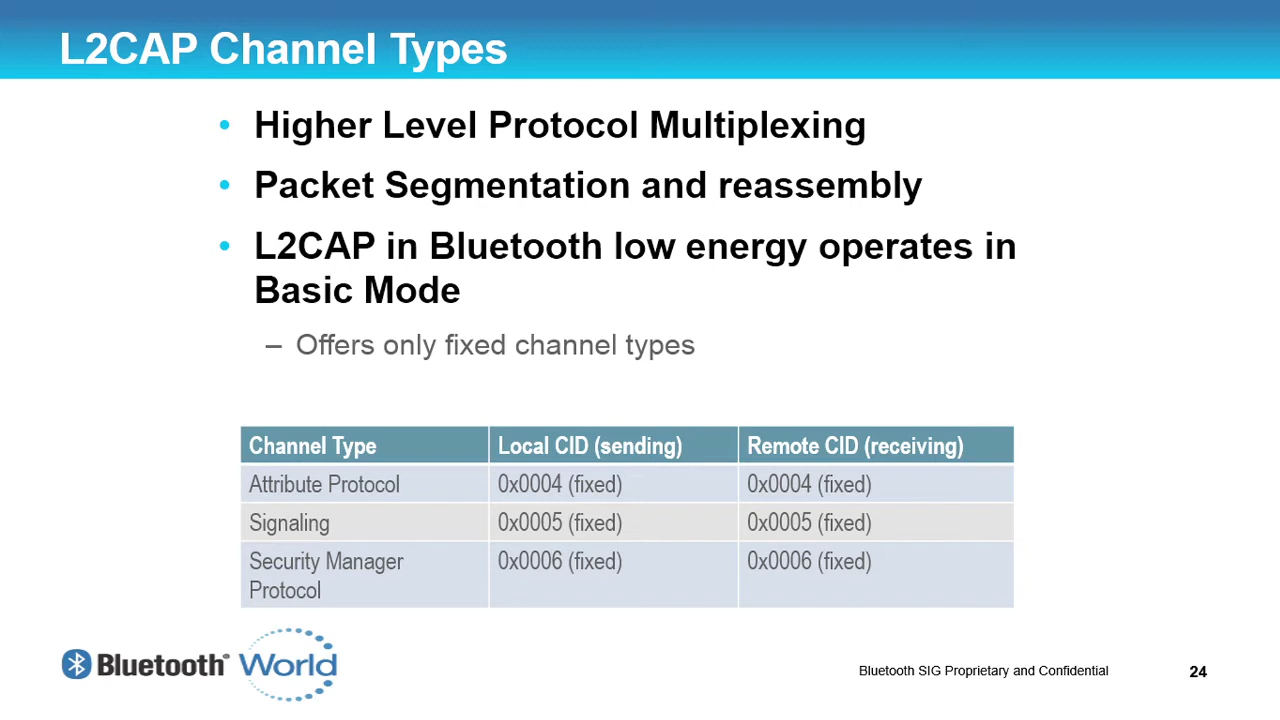 L2CAP Channel Types
• Higher Level Protocol Multiplexing
• Packet Segmentation and reassembly
• L2CAP in Bluetooth low energy operates in
Basic Mode
– Offers only fixed channel types
Channel Type Local CID (sending) Remote CID (receiving)
Attribute Protocol 0x0004 (fixed) 0x0004 (fixed)
Signaling 0x0005 (fixed) 0x0005 (fixed)
Security Manager 0x0006 (fixed) 0x0006 (fixed)
Protocol
Bluetooth® World
Bluetooth SIG Proprietary and Confidential 24